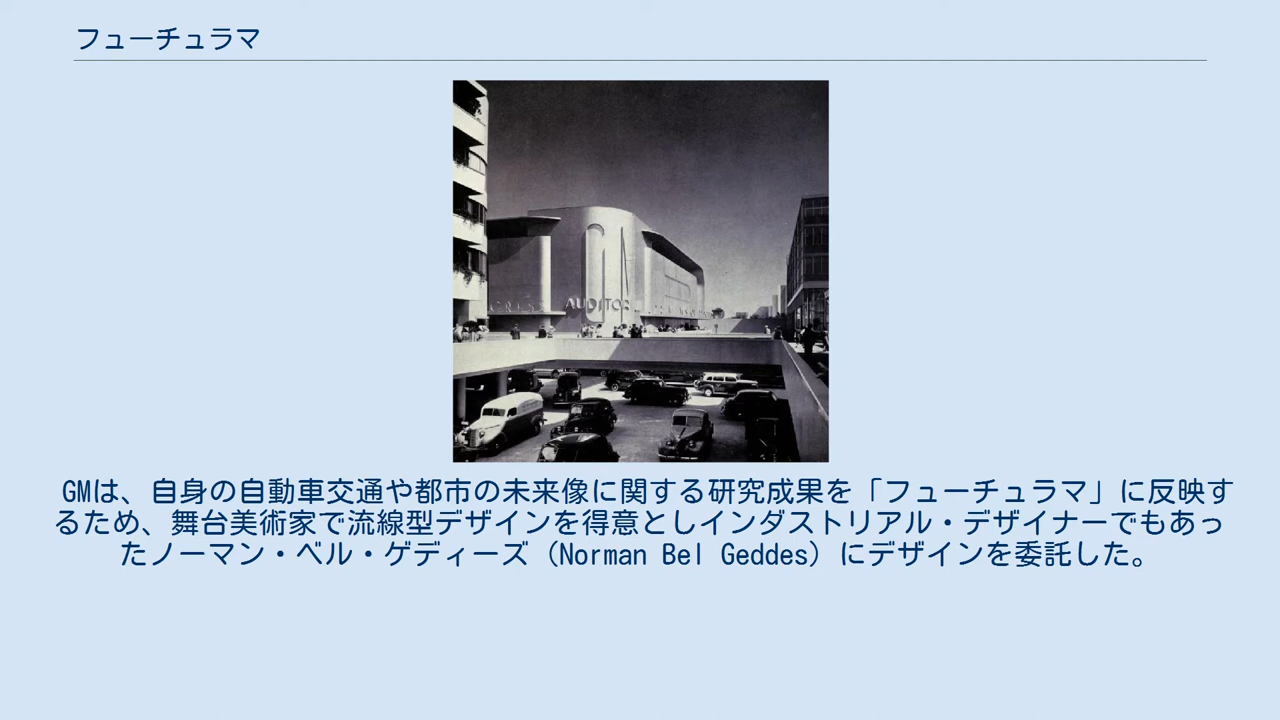 フューチュラマ
AUDITOR
GMは、自身の自動車交通や都市の未来像に関する研究成果を「フューチュラマ」に反映す
るため、舞台美術家で流線型デザインを得意としインダストリアル・デザイナーでもあっ
たノーマン・ベル・ゲディーズ（Norman Bel Geddes）にデザインを委託した。